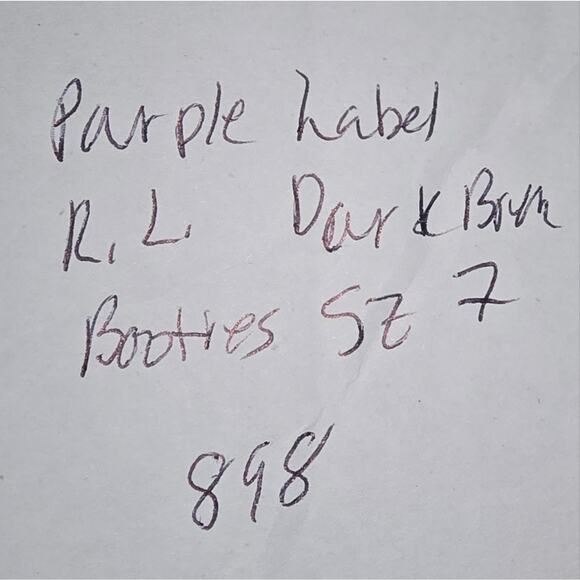 Purple Label
R. L. Dark Brwn
Booties Sz 7
898